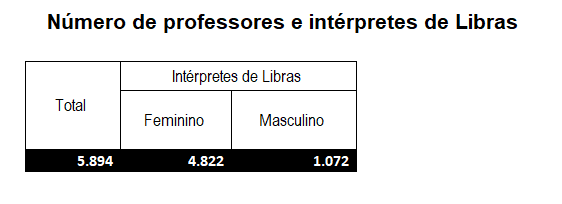 Número de professores e intérpretes de Libras
Total
Intérpretes de Libras
Feminino
Masculino
5.894 4.822 1.072